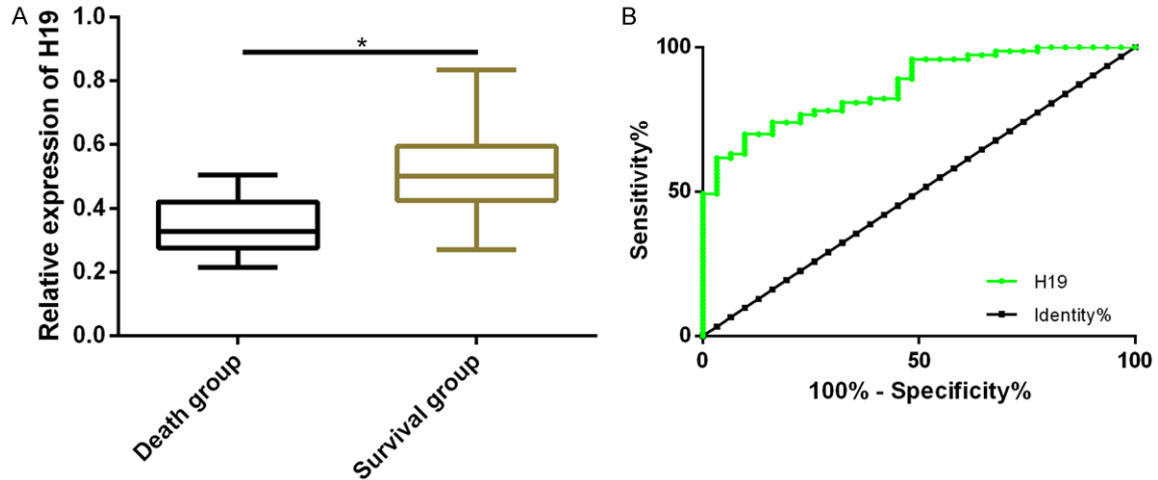 A
Relative expression of H19
1.0
0.8
0.6
0.4
0.2
0.0
*
Death group
Survival group
B
Sensitivity%
100
50
0
0
50
100
100% - Specificity%
H19
Identity%